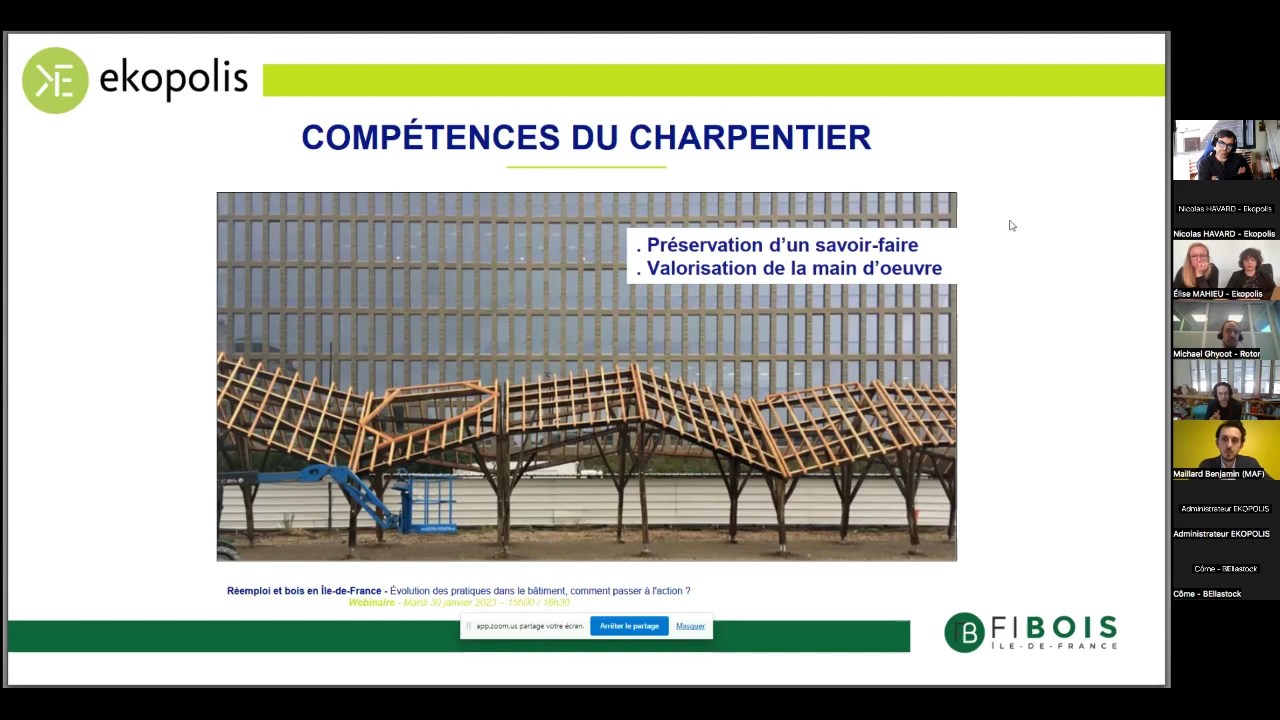 ekopolis
COMPÉTENCES DU CHARPENTIER
. Préservation d'un savoir-faire
. Valorisation de la main d'oeuvre
Réemploi et bois en Île-de-France - Évolution des pratiques dans le bâtiment, comment passer à l'action ?
Webinaire - Mardi 30 janvier 2023 – 15h00 / 16h30
app.zoom.us partage votre écran.
Arrêter le partage
Masquer
FIBOIS
ÎLE-DE-FRANCE
Nicolas HAVARD - Ekopolis
Nicolas HAVARD - Ekopolis
Élise MAHIEU - Ekopolis
Michael Ghyoot - Rotor
Maillard Benjamin (MAF)
Administrateur EKOPOLIS
Administrateur EKOPOLIS
Côme - BEllastock
Côme - BEllastock